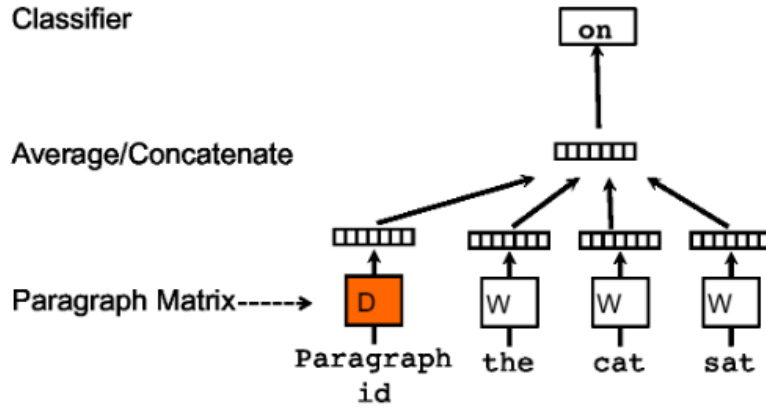 Classifier
on
Average/Concatenate
Paragraph Matrix
D
W
W
W
Paragraph
id
the
cat
sat